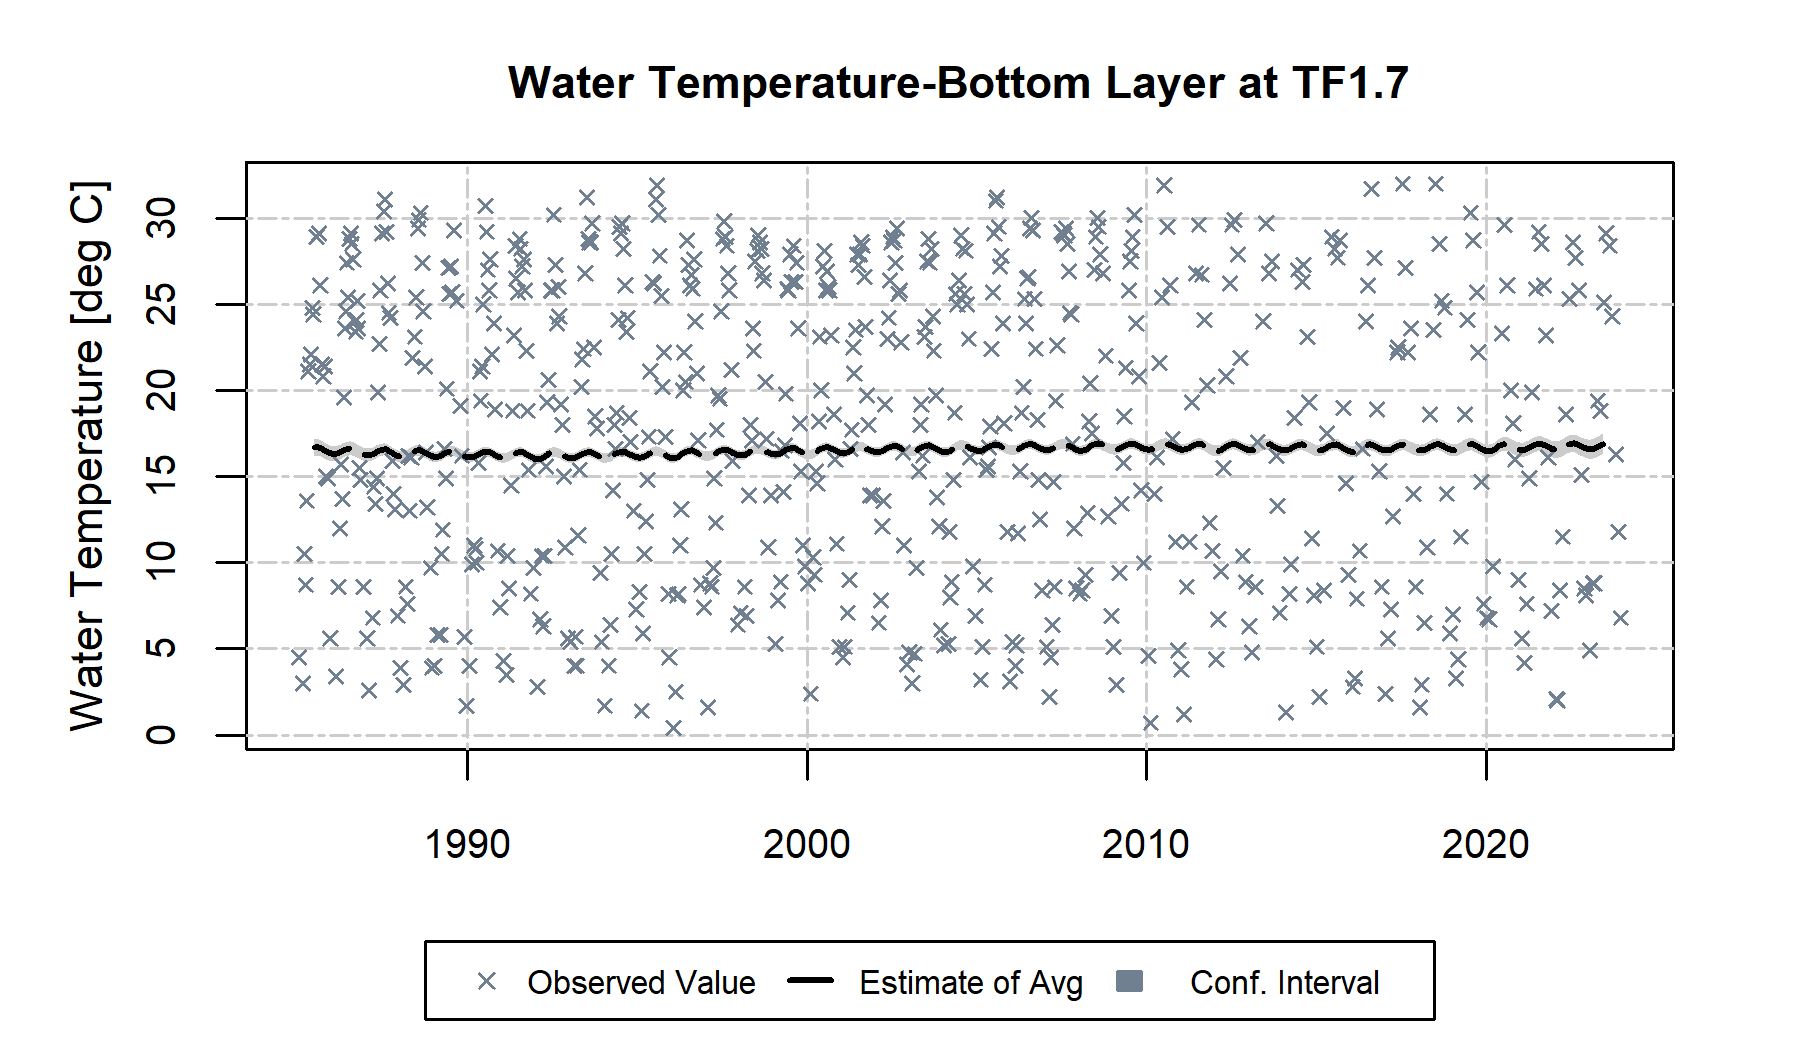 Water Temperature-Bottom Layer at TF1.7
Water Temperature [deg C]
30
25
20
15
10
5
0
1990 2000 2010 2020
Observed Value Estimate of Avg Conf. Interval